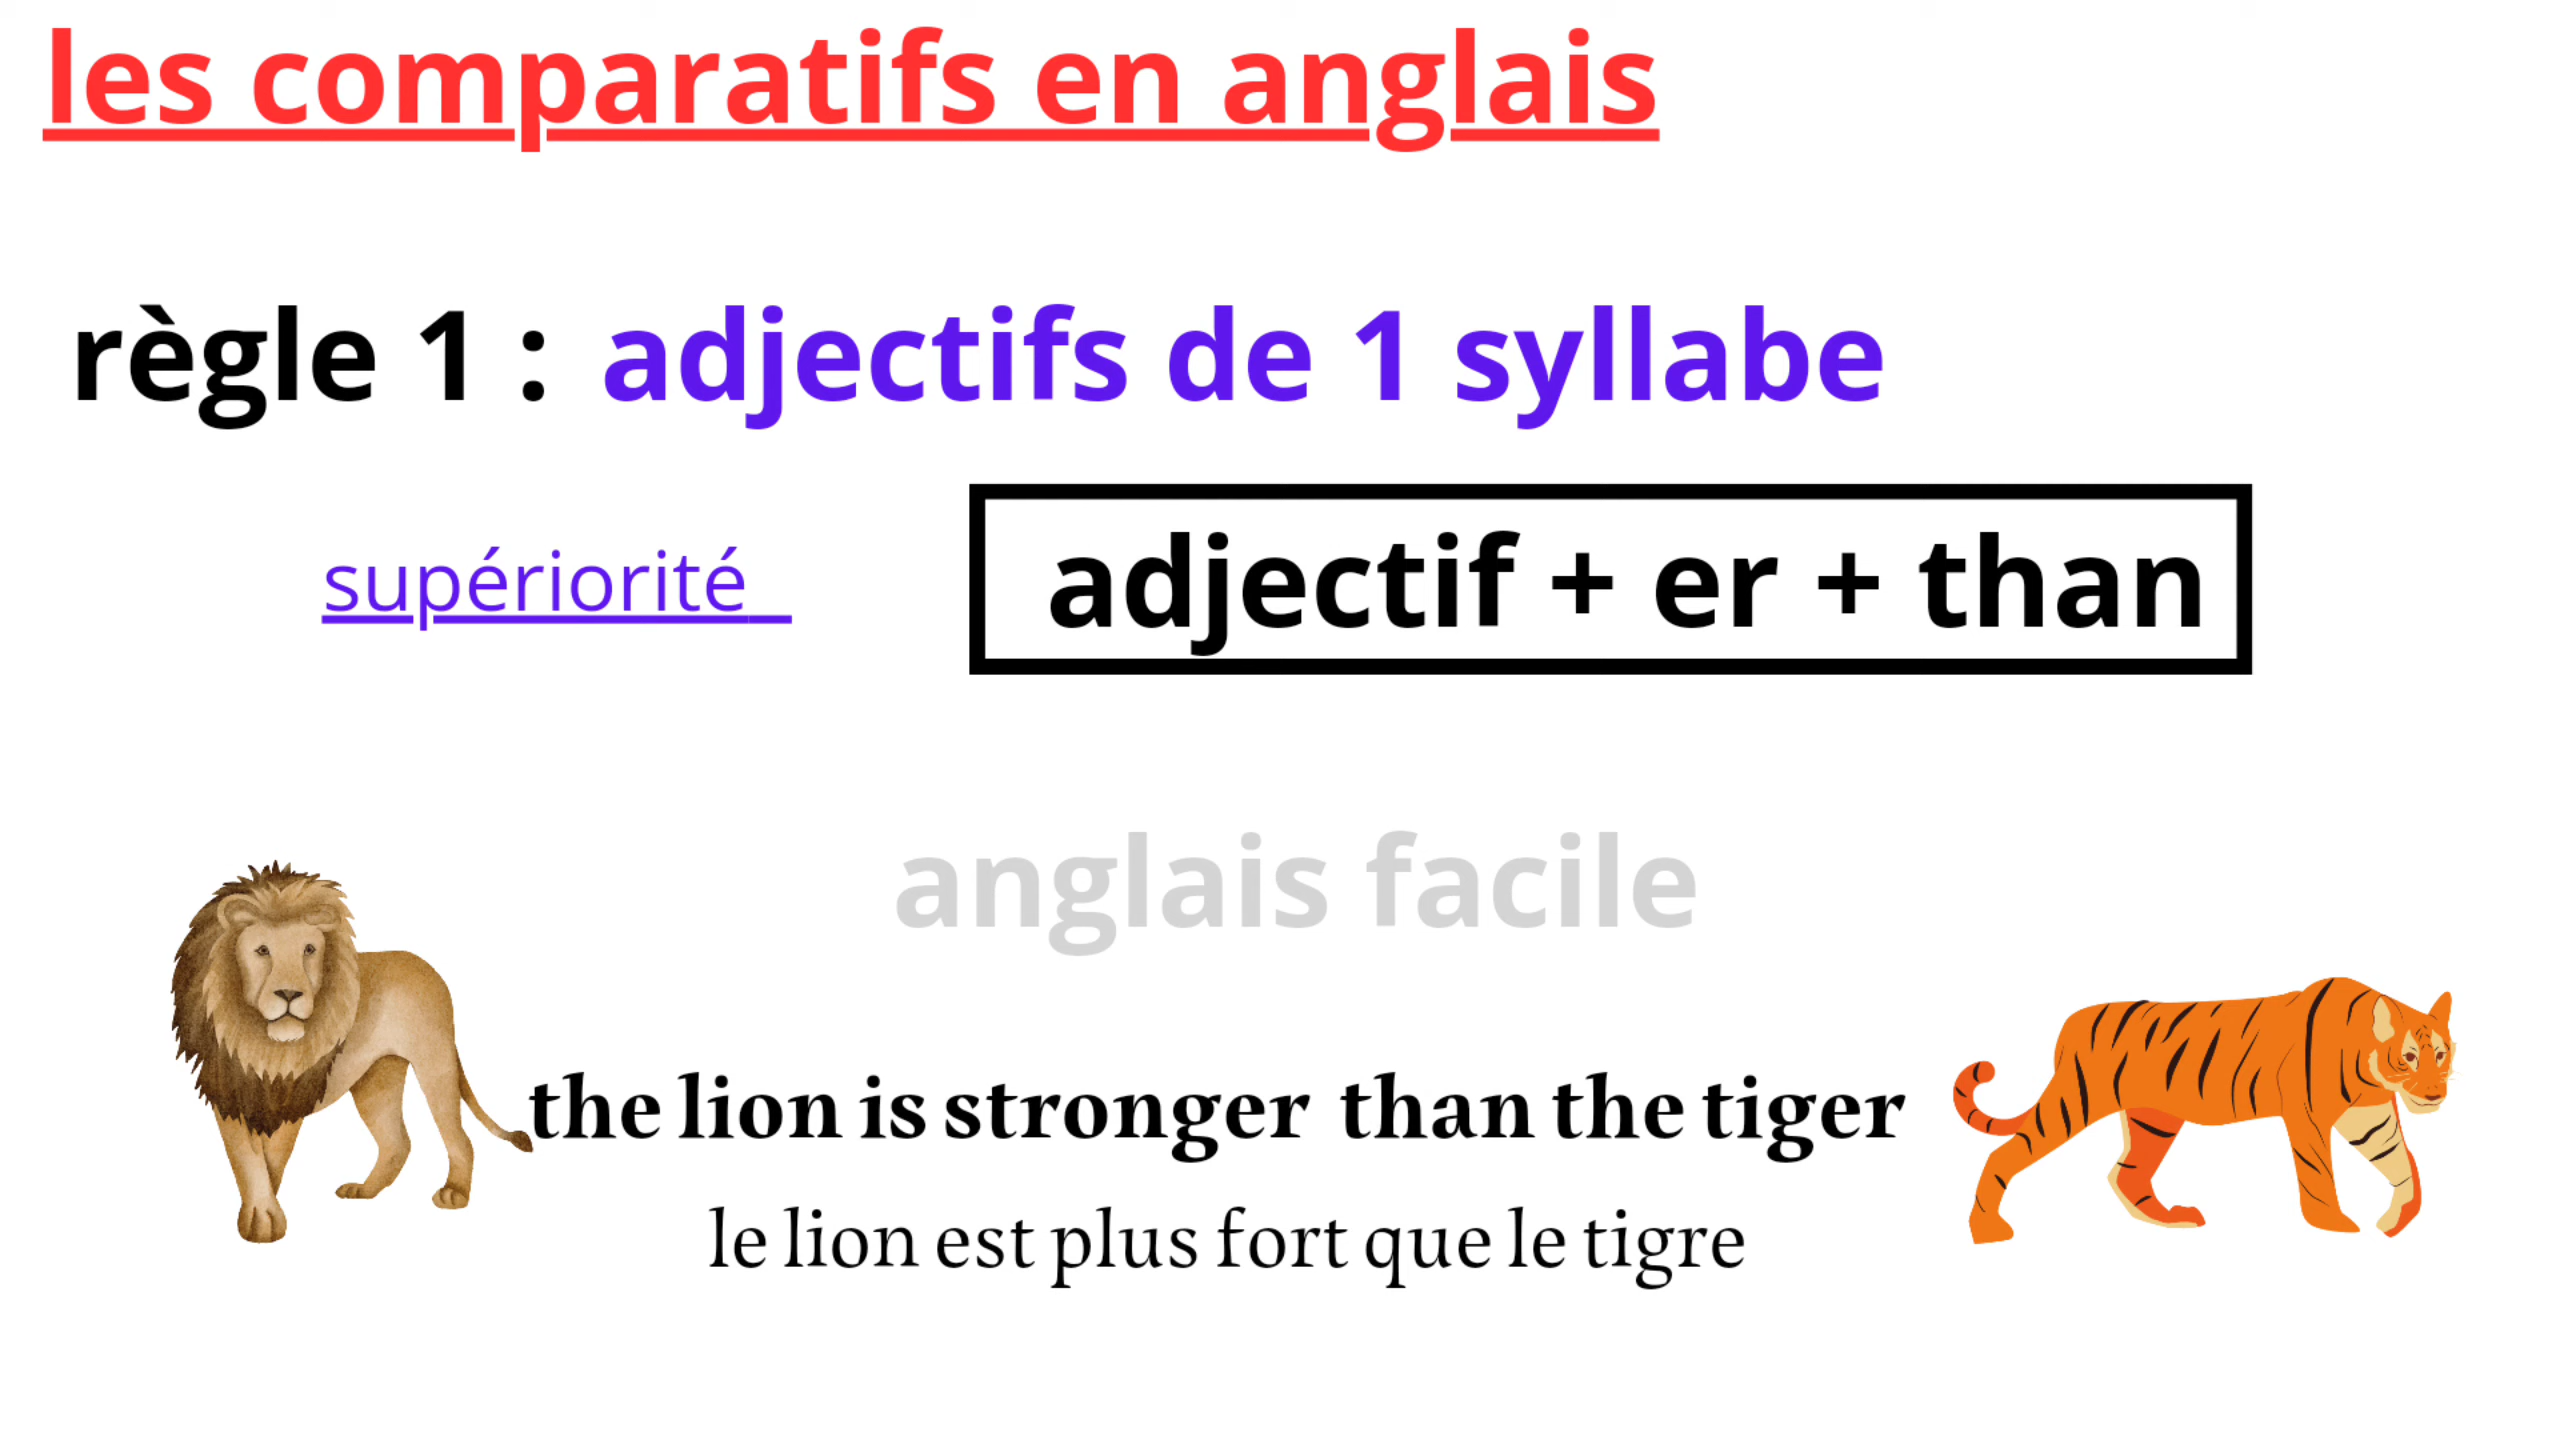 les comparatifs en anglais
règle 1 : adjectifs de 1 syllabe
supériorité
adjectif + er + than
anglais facile
the lion is stronger than the tiger
le lion est plus fort que le tigre